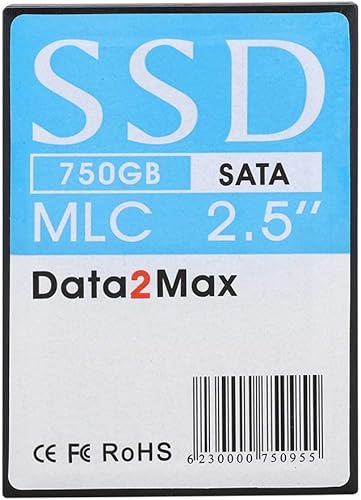 SSD
750GB SATA
MLC 2.5″
Data2Max
CE FC RoHS
6230000750955